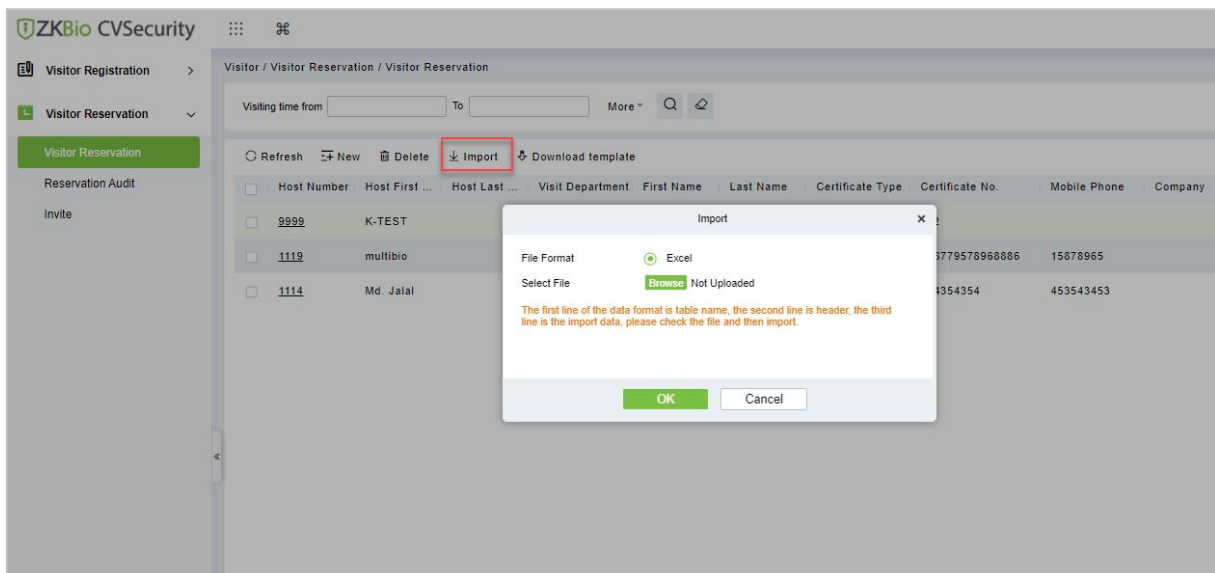 ZKBio CVSecurity
Visitor Registration
Visitor / Visitor Reservation / Visitor Reservation
Visitor Reservation
Visiting time from To More
Visitor Reservation
Reservation Audit
Invite
Refresh New Delete Import Download template
Host Number Host First ... Host Last ... Visit Department First Name Last Name Certificate Type Certificate No. Mobile Phone Company
9999 K-TEST
1119 multibio 15878965
1114 Md. Jalal 453543453
Import
File Format Excel
Select File Browse Not Uploaded
The first line of the data format is table name, the second line is header, the third
line is the import data, please check the file and then import.
OK Cancel